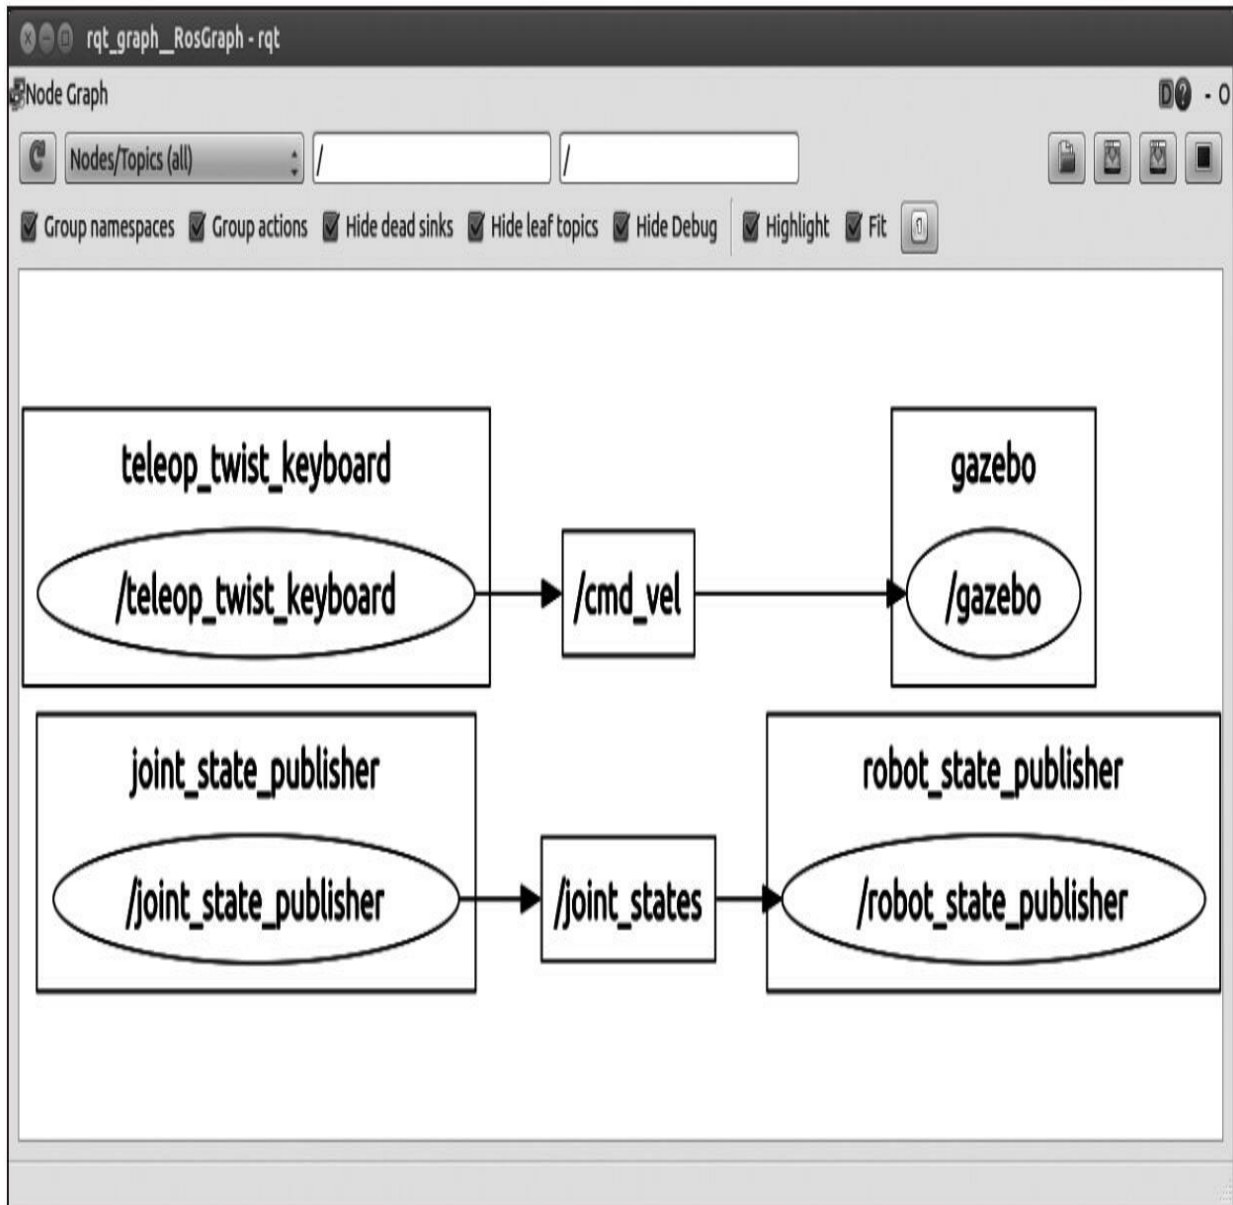 rqt_graph__RosGraph - rqt
Node Graph
D ? - O
Nodes/Topics (all) / /
Group namespaces Group actions Hide dead sinks Hide leaf topics Hide Debug Highlight Fit
teleop_twist_keyboard gazebo
/teleop_twist_keyboard /cmd_vel /gazebo
joint_state_publisher robot_state_publisher
/joint_state_publisher /joint_states /robot_state_publisher